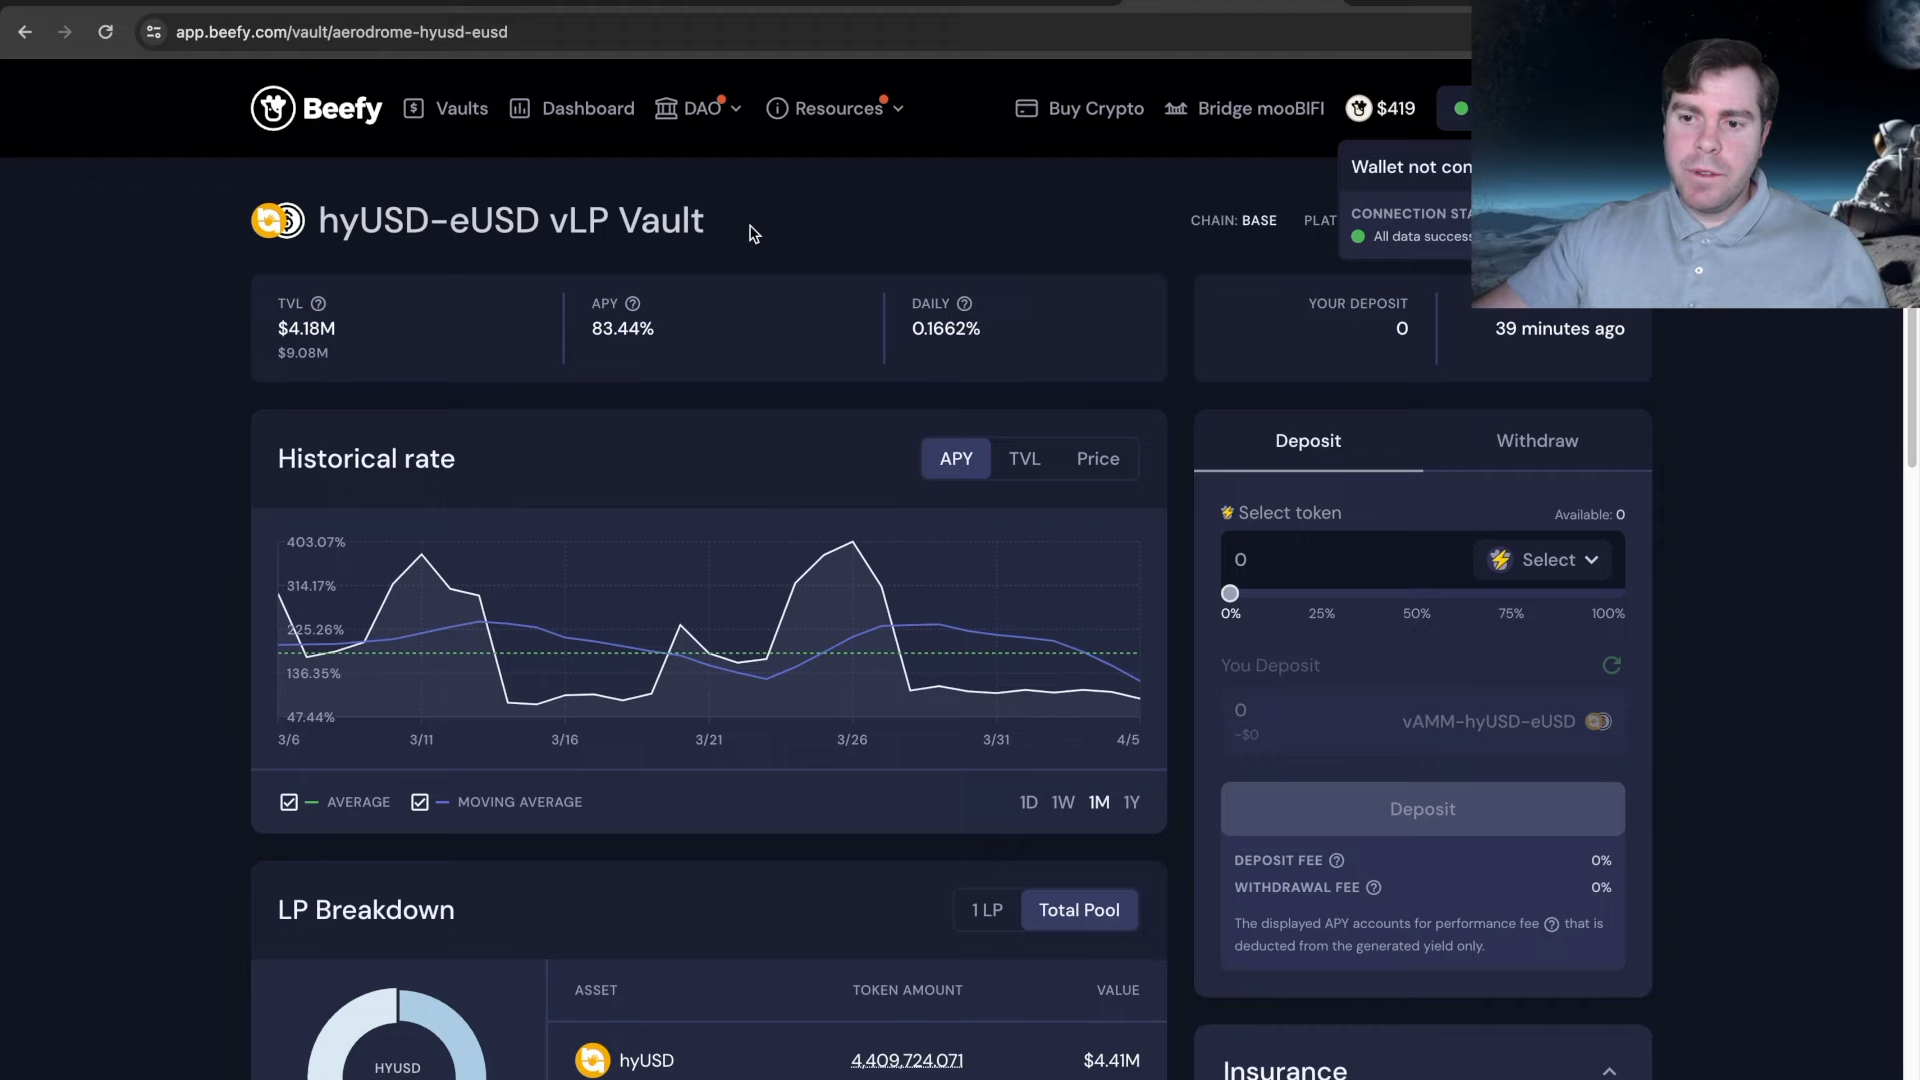 app.beefy.com/vault/aerodrome-hyusd-eusd
Beefy Vaults Dashboard DAO Resources Buy Crypto Bridge mooBIFI $419
Wallet not con
hyUSD-eUSD vLP Vault
CHAIN: BASE PLAT
CONNECTION STA
All data success
TVL
$4.18M
$9.08M
APY
83.44%
DAILY
0.1662%
YOUR DEPOSIT
0
39 minutes ago
Historical rate
APY TVL Price
403.07%
314.17%
225.26%
136.35%
47.44%
3/6 3/11 3/16 3/21 3/26 3/31 4/5
AVERAGE MOVING AVERAGE
1D 1W 1M 1Y
Deposit Withdraw
Select token Available: 0
0 Select
0% 25% 50% 75% 100%
You Deposit
0
~$0
vAMM-hyUSD-eUSD
Deposit
DEPOSIT FEE 0%
WITHDRAWAL FEE 0%
The displayed APY accounts for performance fee that is
deducted from the generated yield only.
LP Breakdown
1 LP Total Pool
ASSET TOKEN AMOUNT VALUE
HYUSD
hyUSD 4,409,724.071 $4.41M
Insurance